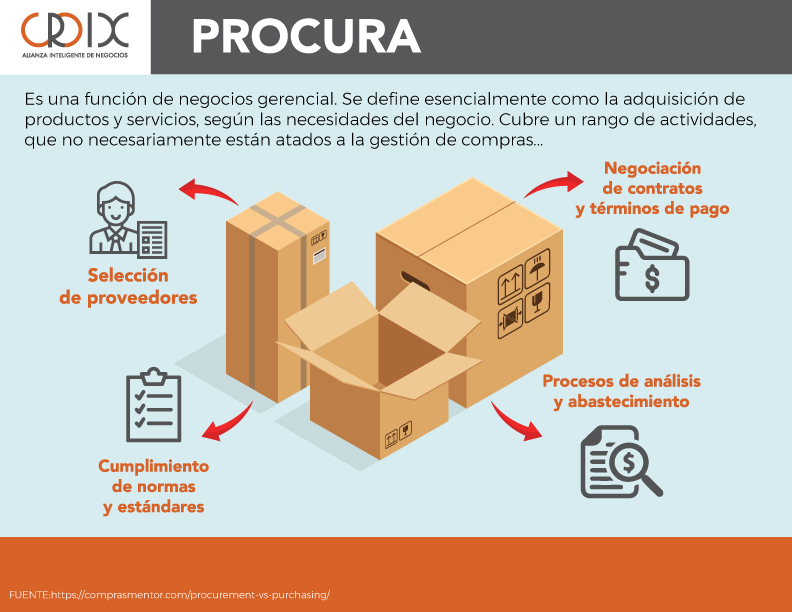 CROIX
ALIANZA INTELIGENTE DE NEGOCIOS
PROCURA
Es una función de negocios gerencial. Se define esencialmente como la adquisición de
productos y servicios, según las necesidades del negocio. Cubre un rango de actividades,
que no necesariamente están atados a la gestión de compras...
Selección
de proveedores
Negociación
de contratos
y términos de pago
$
Cumplimiento
de normas
y estándares
Procesos de análisis
y abastecimiento
$
FUENTE:https://comprasmentor.com/procurement-vs-purchasing/